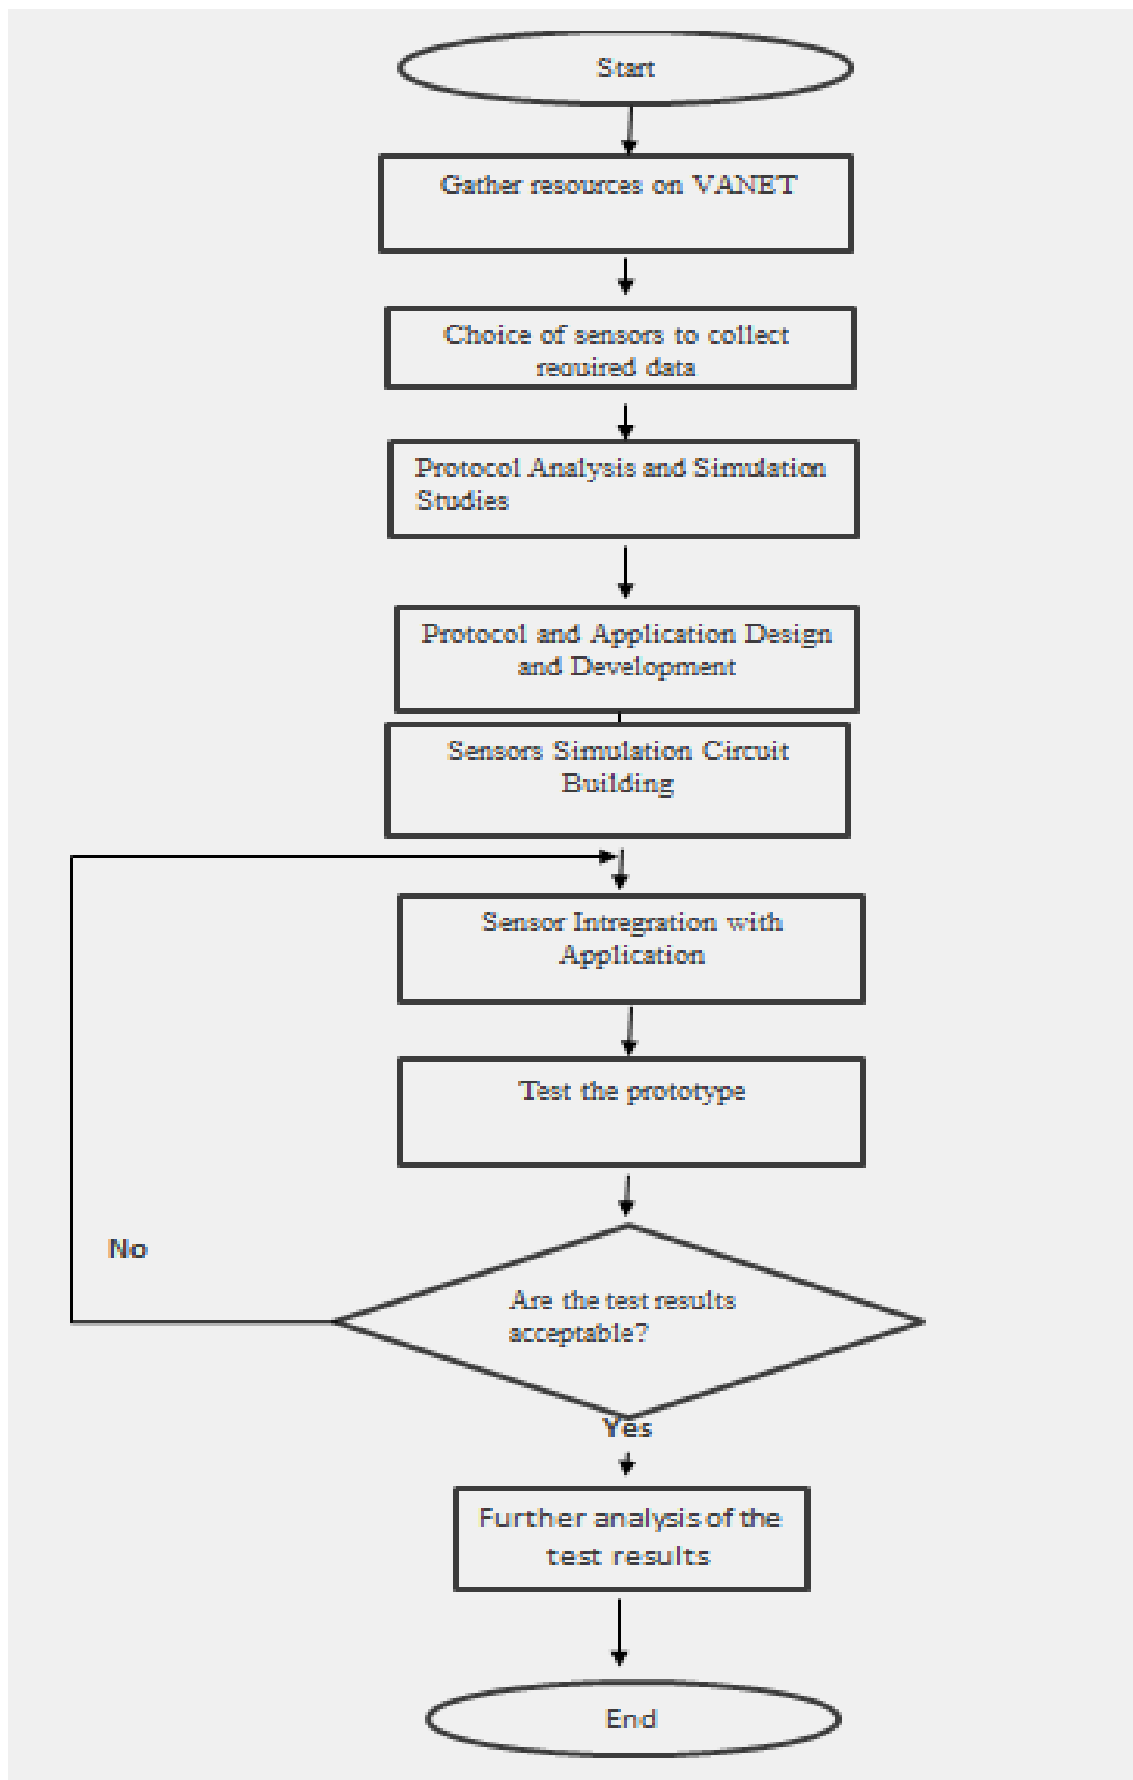 Start
Gather resources on VANET
Choice of sensors to collect
required data
Protocol Analysis and Simulation
Studies
Protocol and Application Design
and Development
Sensors Simulation Circuit
Building
Sensor Intregration with
Application
Test the prototype
No
Are the test results
acceptable?
Yes
Further analysis of the
test results
End